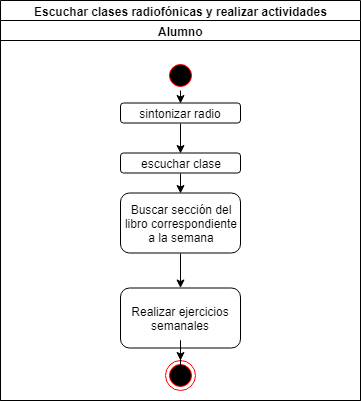 Escuchar clases radiofónicas y realizar actividades
Alumno
sintonizar radio
escuchar clase
Buscar sección del
libro correspondiente
a la semana
Realizar ejercicios
semanales